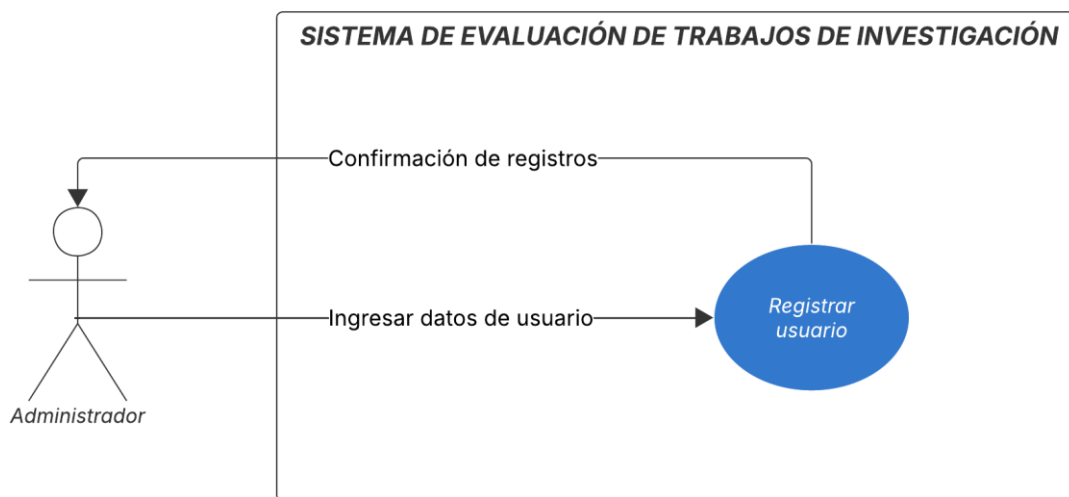 SISTEMA DE EVALUACIÓN DE TRABAJOS DE INVESTIGACIÓN
Confirmación de registros
Ingresar datos de usuario
Registrar
usuario
Administrador